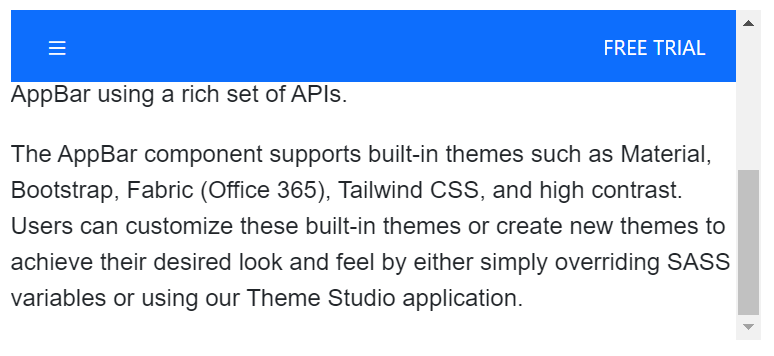 FREE TRIAL
AppBar using a rich set of APIs.
The AppBar component supports built-in themes such as Material,
Bootstrap, Fabric (Office 365), Tailwind CSS, and high contrast.
Users can customize these built-in themes or create new themes to
achieve their desired look and feel by either simply overriding SASS
variables or using our Theme Studio application.